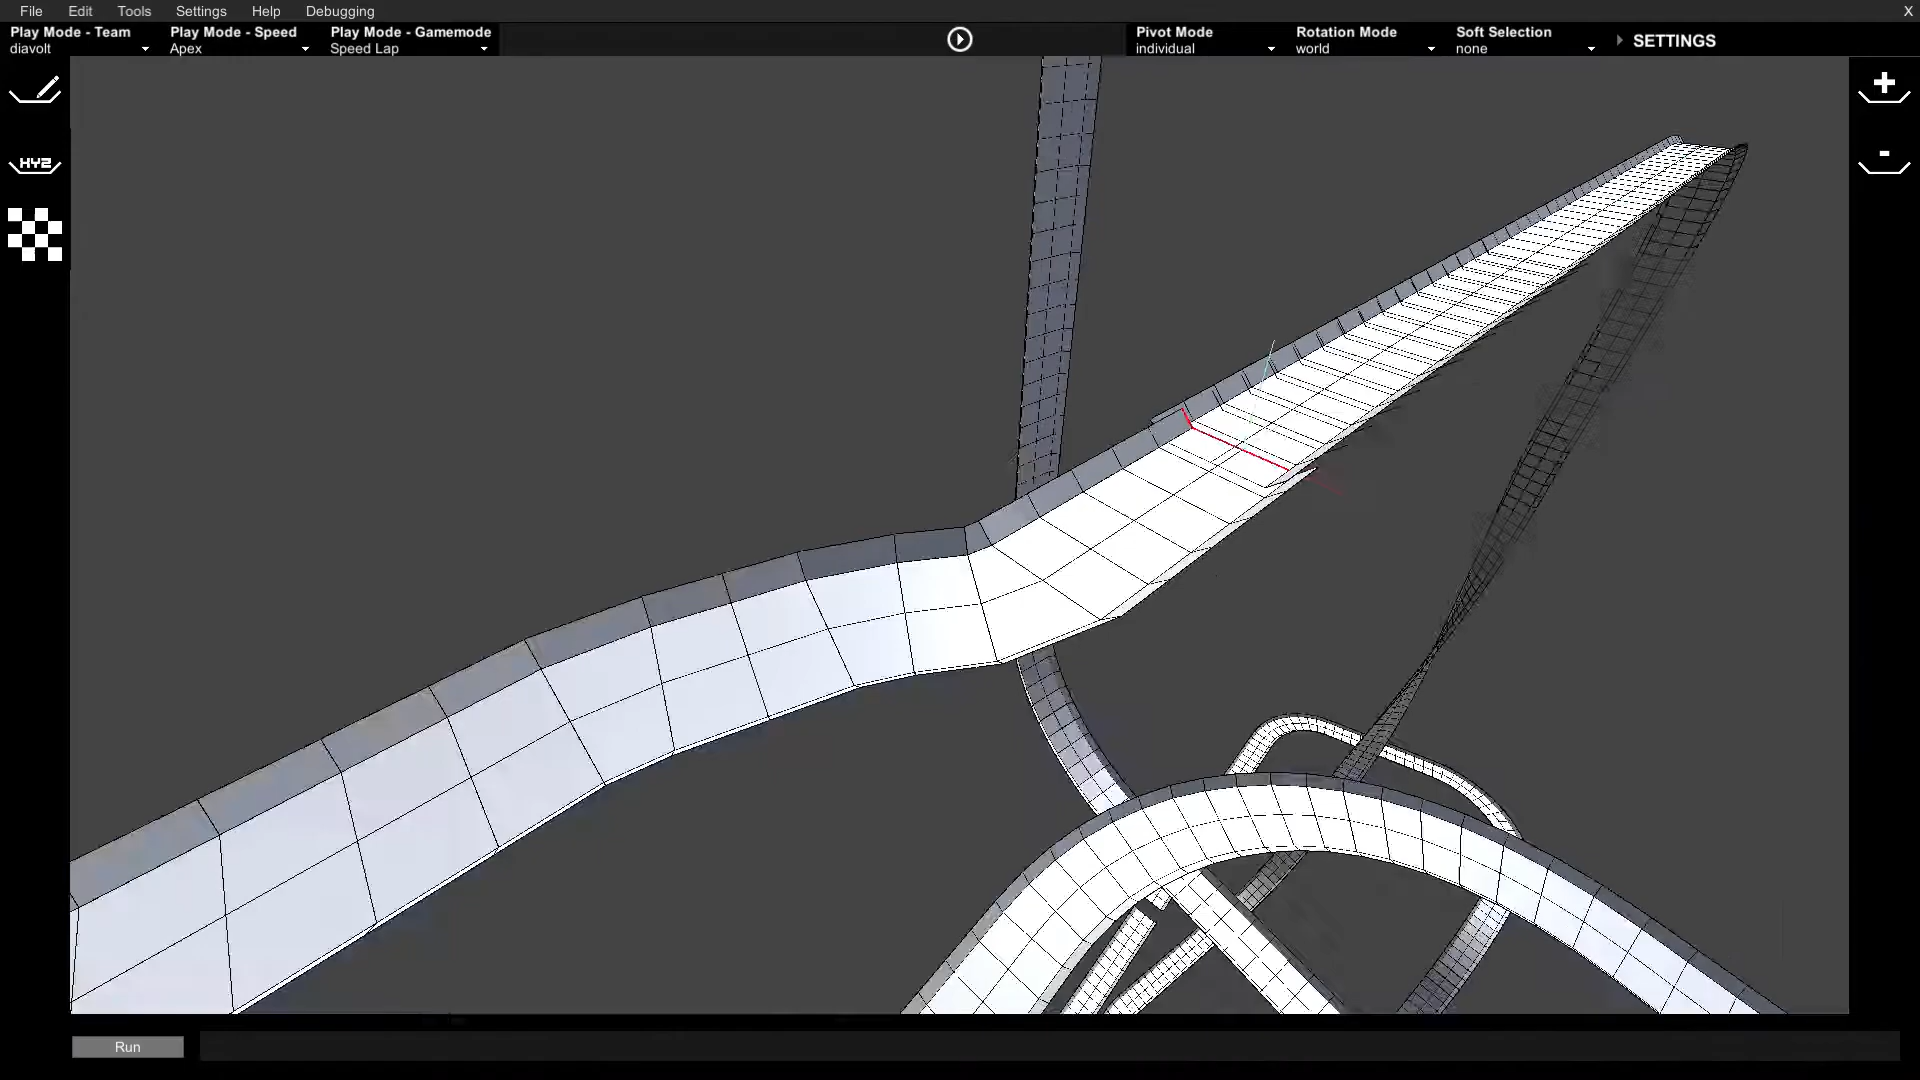 File Edit Tools Settings Help Debugging X
Play Mode - Team Play Mode - Speed Play Mode - Gamemode Pivot Mode Rotation Mode Soft Selection
diavolt Apex Speed Lap individual world none SETTINGS
HYZ
Run